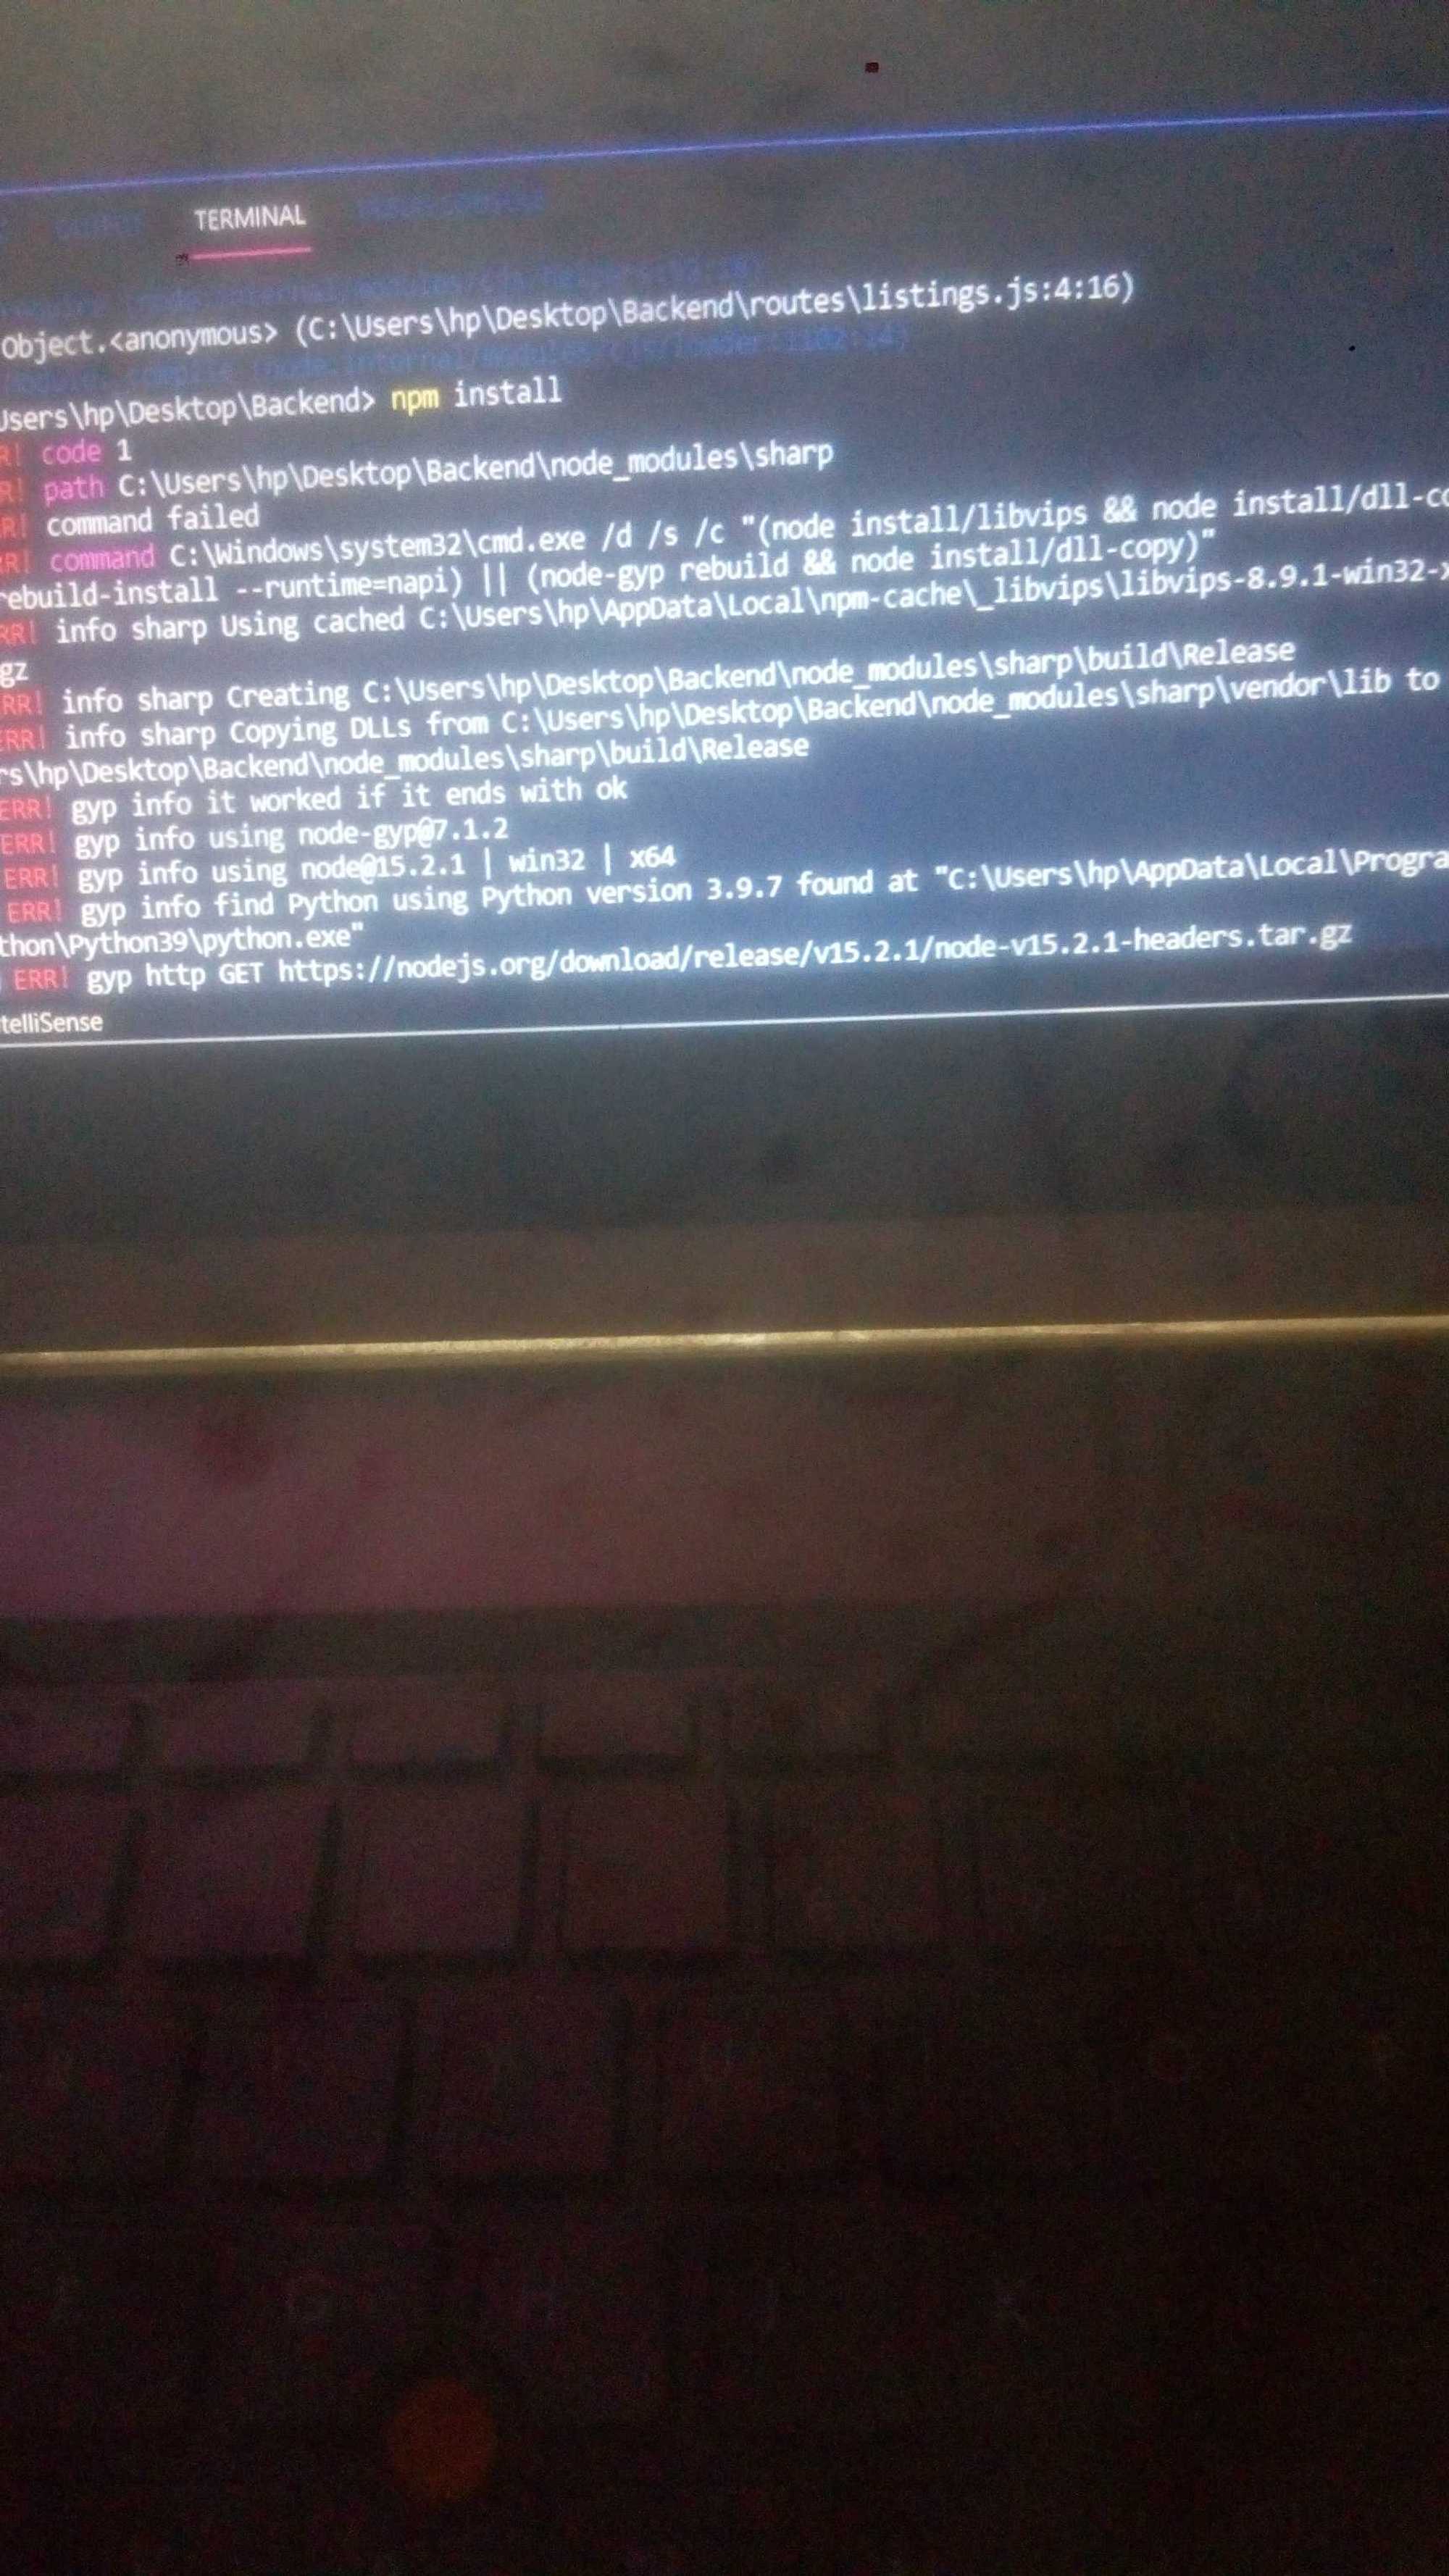 TERMINAL
Object.<anonymous> (C:\Users\hp\Desktop\Backend\routes\listings.js:4:16)
Users\hp\Desktop\Backend> npm install
R! code 1
R! path C:\Users\hp\Desktop\Backend\node_modules\sharp
RR! command failed
RR! command C:\Windows\system32\cmd.exe /d /s /c "(node install/libvips && node install/dll-co
rebuild-install --runtime=napi) || (node-gyp rebuild && node install/dll-copy)"
RR! info sharp Using cached C:\Users\hp\AppData\Local\npm-cache\_libvips\libvips-8.9.1-win32-x
gz
RR! info sharp Creating C:\Users\hp\Desktop\Backend\node_modules\sharp\build\Release
ERR! info sharp Copying DLLs from C:\Users\hp\Desktop\Backend\node_modules\sharp\vendor\lib to
rs\hp\Desktop\Backend\node_modules\sharp\build\Release
ERR! gyp info it worked if it ends with ok
ERR! gyp info using node-gyp@7.1.2
ERR! gyp info using node@15.2.1 | win32 | x64
ERR! gyp info find Python using Python version 3.9.7 found at "C:\Users\hp\AppData\Local\Progra
thon\Python39\python.exe"
ERR! gyp http GET https://nodejs.org/download/release/v15.2.1/node-v15.2.1-headers.tar.gz
telliSense